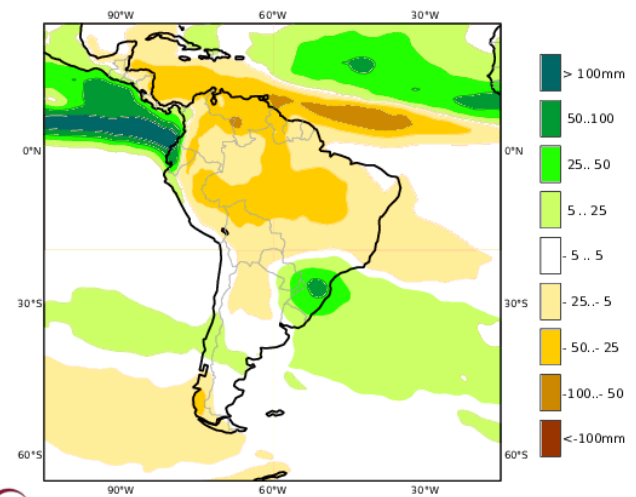 90°W 60°W 30°W
> 100mm
50..100
0°N 0°N
25.. 50
5 .. 25
- 5 .. 5
30°S 30°S
- 25..- 5
- 50..- 25
-100..- 50
<-100mm
60°S 60°S
90°W 60°W 30°W